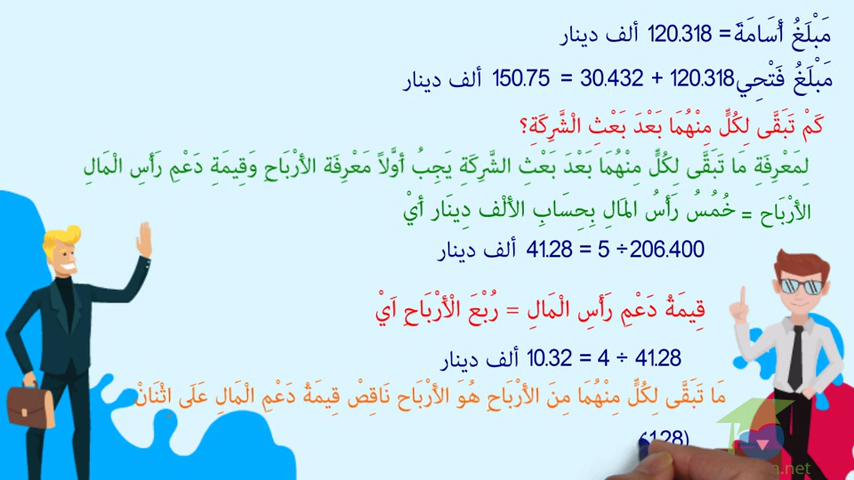 مَبْلَغُ أُسَامَةَ = 120.318 ألف دينار
مَبْلَغُ فَتْحِي 120.318 + 30.432 = 150.75 ألف دينار
كَمْ تَبَقَّى لِكُلٍّ مِنْهُمَا بَعْدَ بَعْثِ الشَّرِكَةِ؟
لِمَعْرِفَةِ مَا تَبَقَّى لِكُلٍّ مِنْهُمَا بَعْدَ بَعْثِ الشَّرِكَةِ يَجِبُ أَوَّلاً مَعْرِفَة الأَرْبَاحِ وَقِيمَةِ دَعْمِ رَأْسِ الْمَالِ
الأَرْبَاح = خُمُسُ رَأْسُ المَالِ بِحِسَابِ الأَلْف دِينَار أَيْ
206.400 ÷ 5 = 41.28 ألف دينار
قِيمَةُ دَعْمِ رَأْسِ الْمَالِ = رُبْعَ الْأَرْبَاحِ اَيْ
41.28 ÷ 4 = 10.32 ألف دينار
مَا تَبَقَّى لِكُلٍّ مِنْهُمَا مِنَ الأَرْبَاحِ هُوَ الأَرْبَاح نَاقِصْ قِيمَةُ دَعْمِ الْمَالِ عَلَى اثْنَانْ